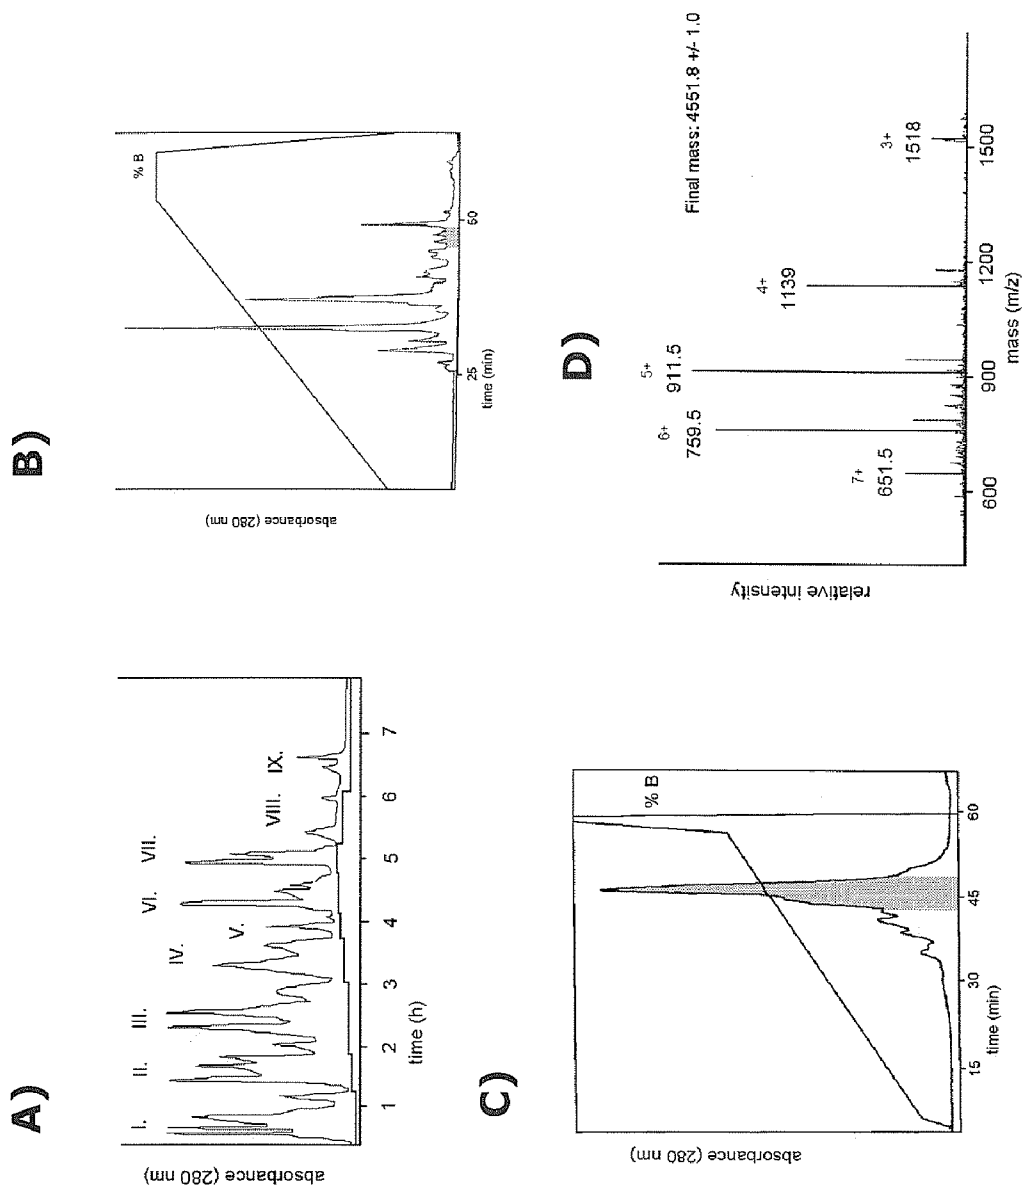 A)
absorbance (280 nm)
I.
II.
III.
IV.
V.
VI.
VII.
VIII.
IX.
1
2
3
4
5
6
7
time (h)
B)
absorbance (280 nm)
% B
25
50
time (min)
C)
absorbance (280 nm)
% B
15
30
45
60
time (min)
D)
relative intensity
Final mass: 4551.8 +/- 1.0
7+
651.5
6+
759.5
5+
911.5
4+
1139
3+
1518
600
900
1200
1500
mass (m/z)